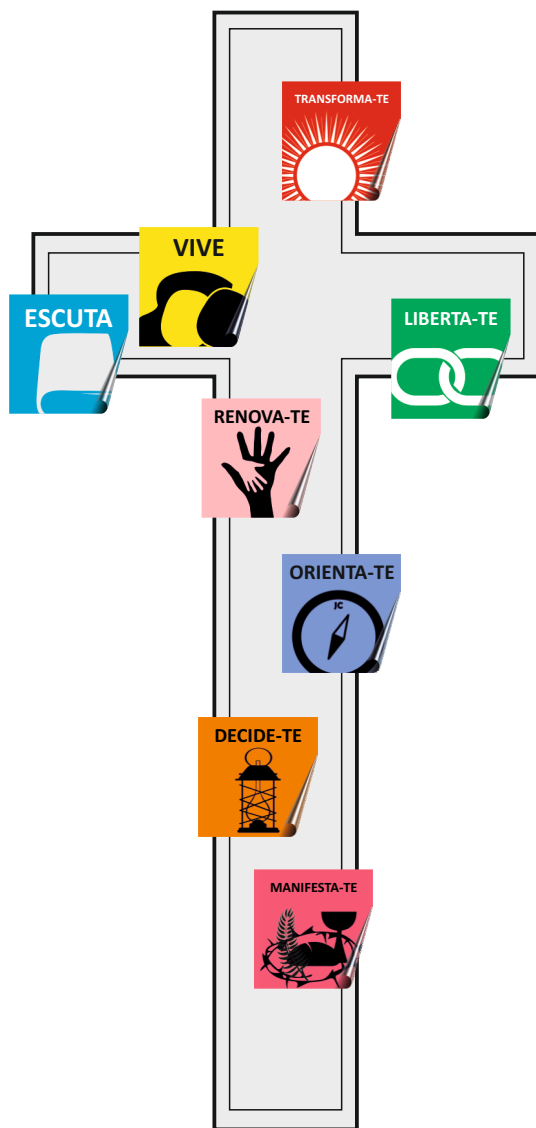 TRANSFORMA-TE
VIVE
ESCUTA
LIBERTA-TE
RENOVA-TE
ORIENTA-TE
JC
DECIDE-TE
MANIFESTA-TE